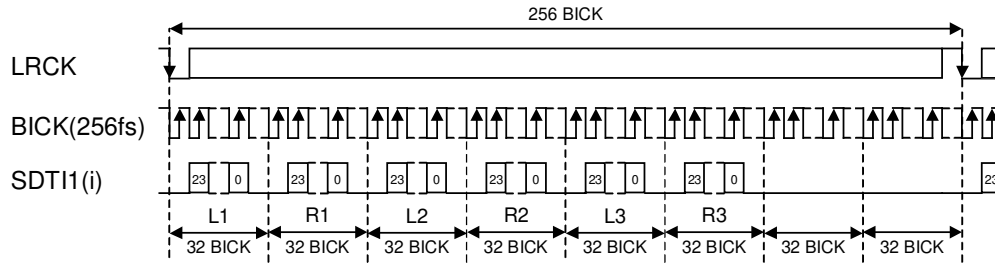 256 BICK
LRCK
BICK(256fs)
SDTI1(i)
23 0 23 0 23 0 23 0 23 0 23 0 23
L1 R1 L2 R2 L3 R3
32 BICK 32 BICK 32 BICK 32 BICK 32 BICK 32 BICK 32 BICK 32 BICK